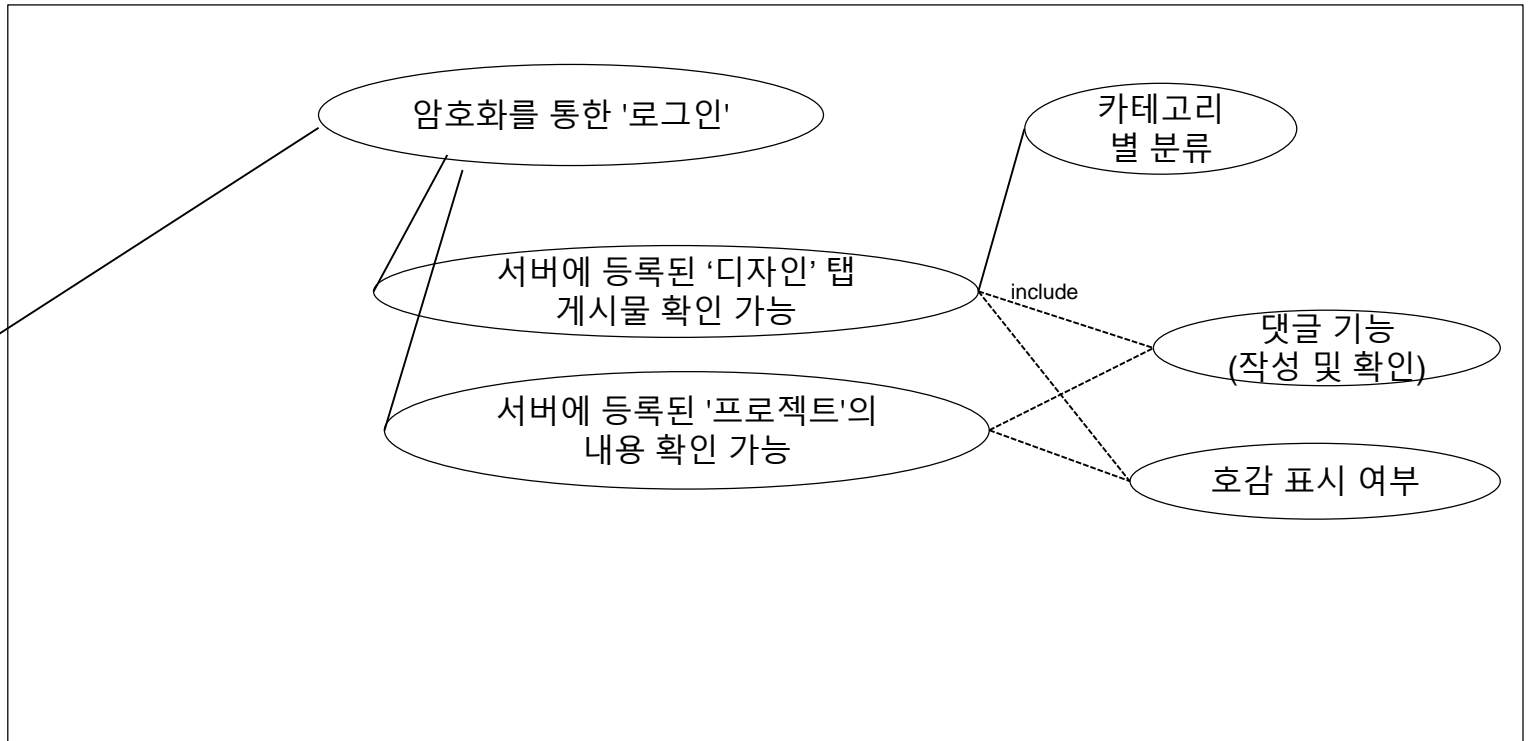 암호화를 통한 '로그인'
카테고리
별 분류
서버에 등록된 ‘디자인’ 탭
게시물 확인 가능
include
댓글 기능
(작성 및 확인)
서버에 등록된 '프로젝트'의
내용 확인 가능
호감 표시 여부